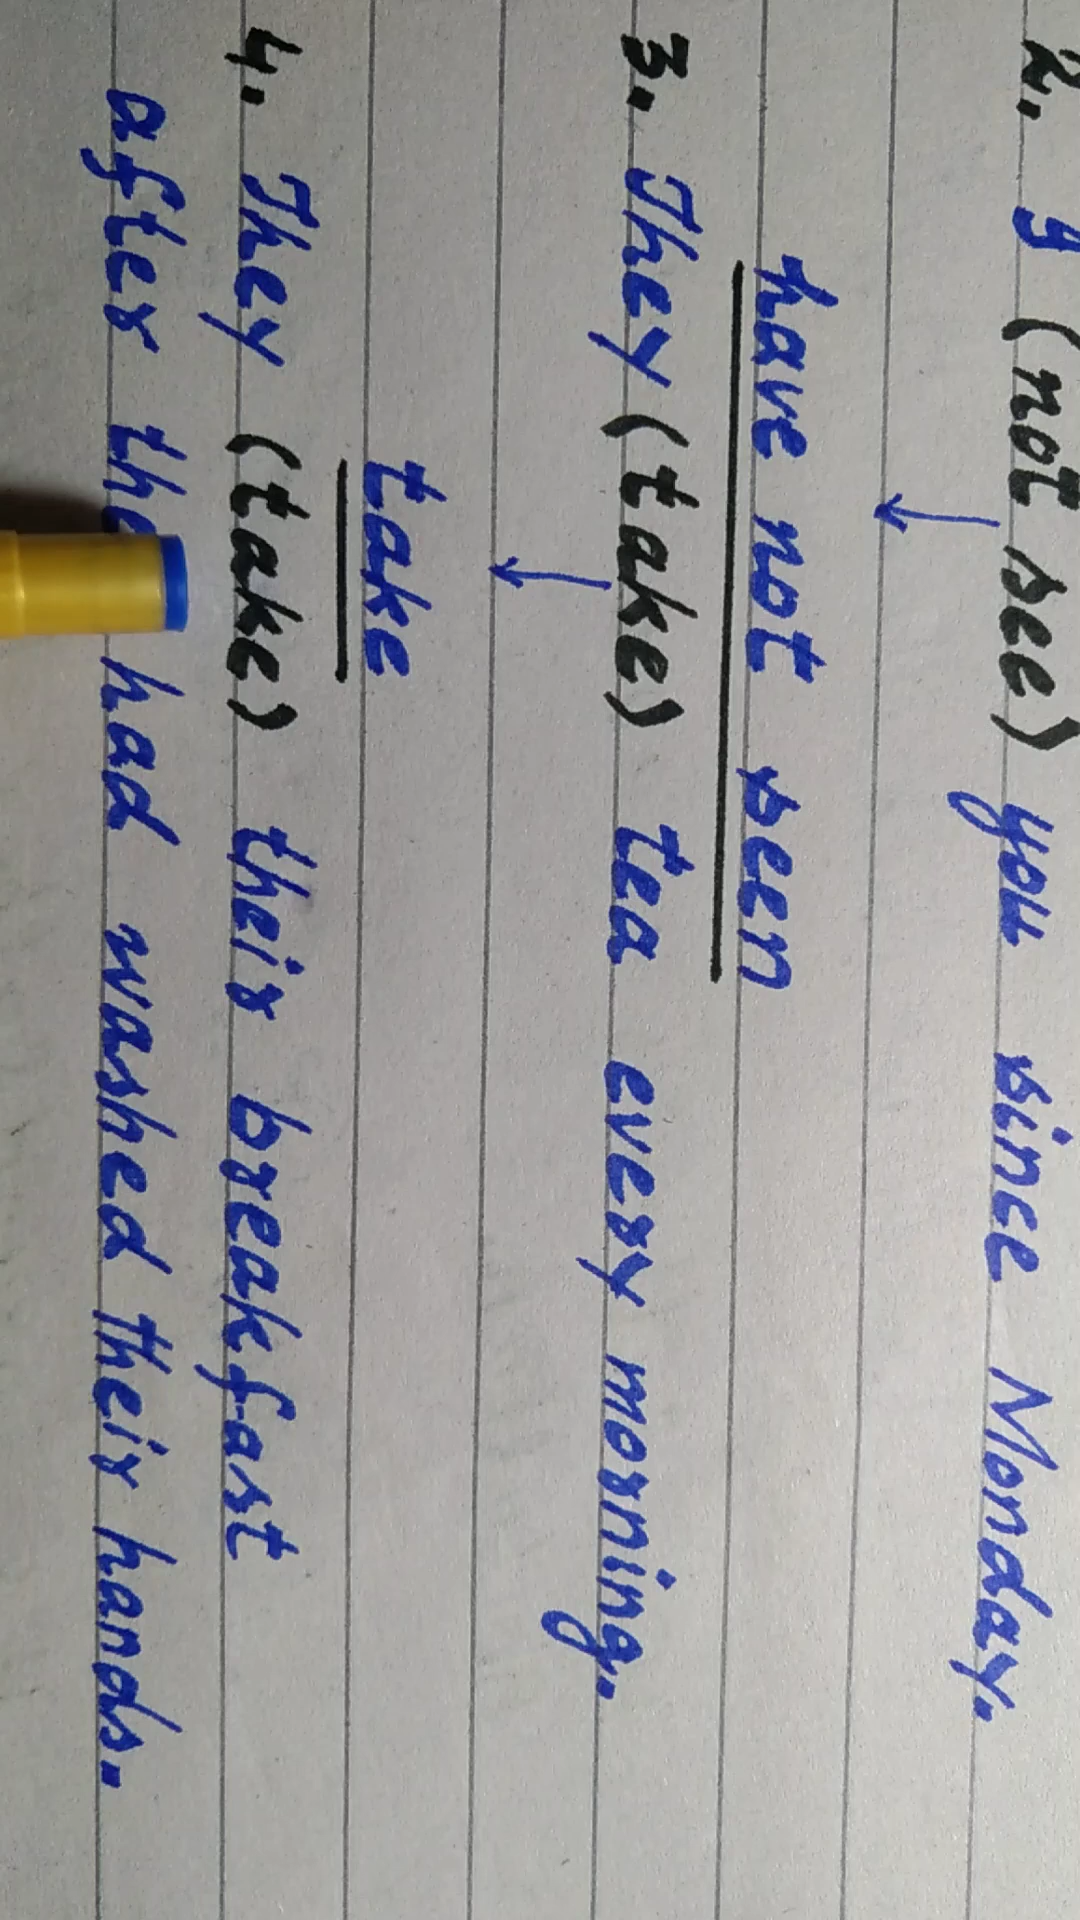 2. I (not see) you since Monday.
have not seen
3. They (take) tea every morning.
take
4. They (take) their breakfast
after the had washed their hands.